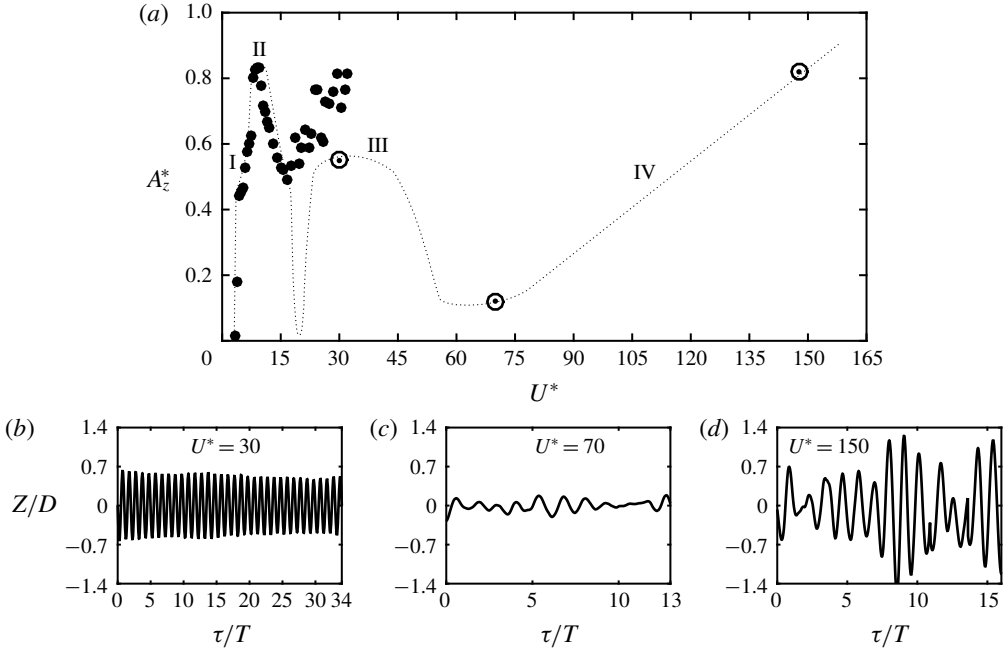 (a)
1.0
0.8
0.6
0.4
0.2
A*z
I
II
III
IV
0 15 30 45 60 75 90 105 120 135 150 165
U*
(b) (c) (d)
1.4 1.4 1.4
0.7 0.7 0.7
0 0 0
−0.7 −0.7 −0.7
−1.4 −1.4 −1.4
Z/D
U* = 30 U* = 70 U* = 150
0 5 10 15 20 25 30 34 0 5 10 13 0 5 10 15
τ/T τ/T τ/T